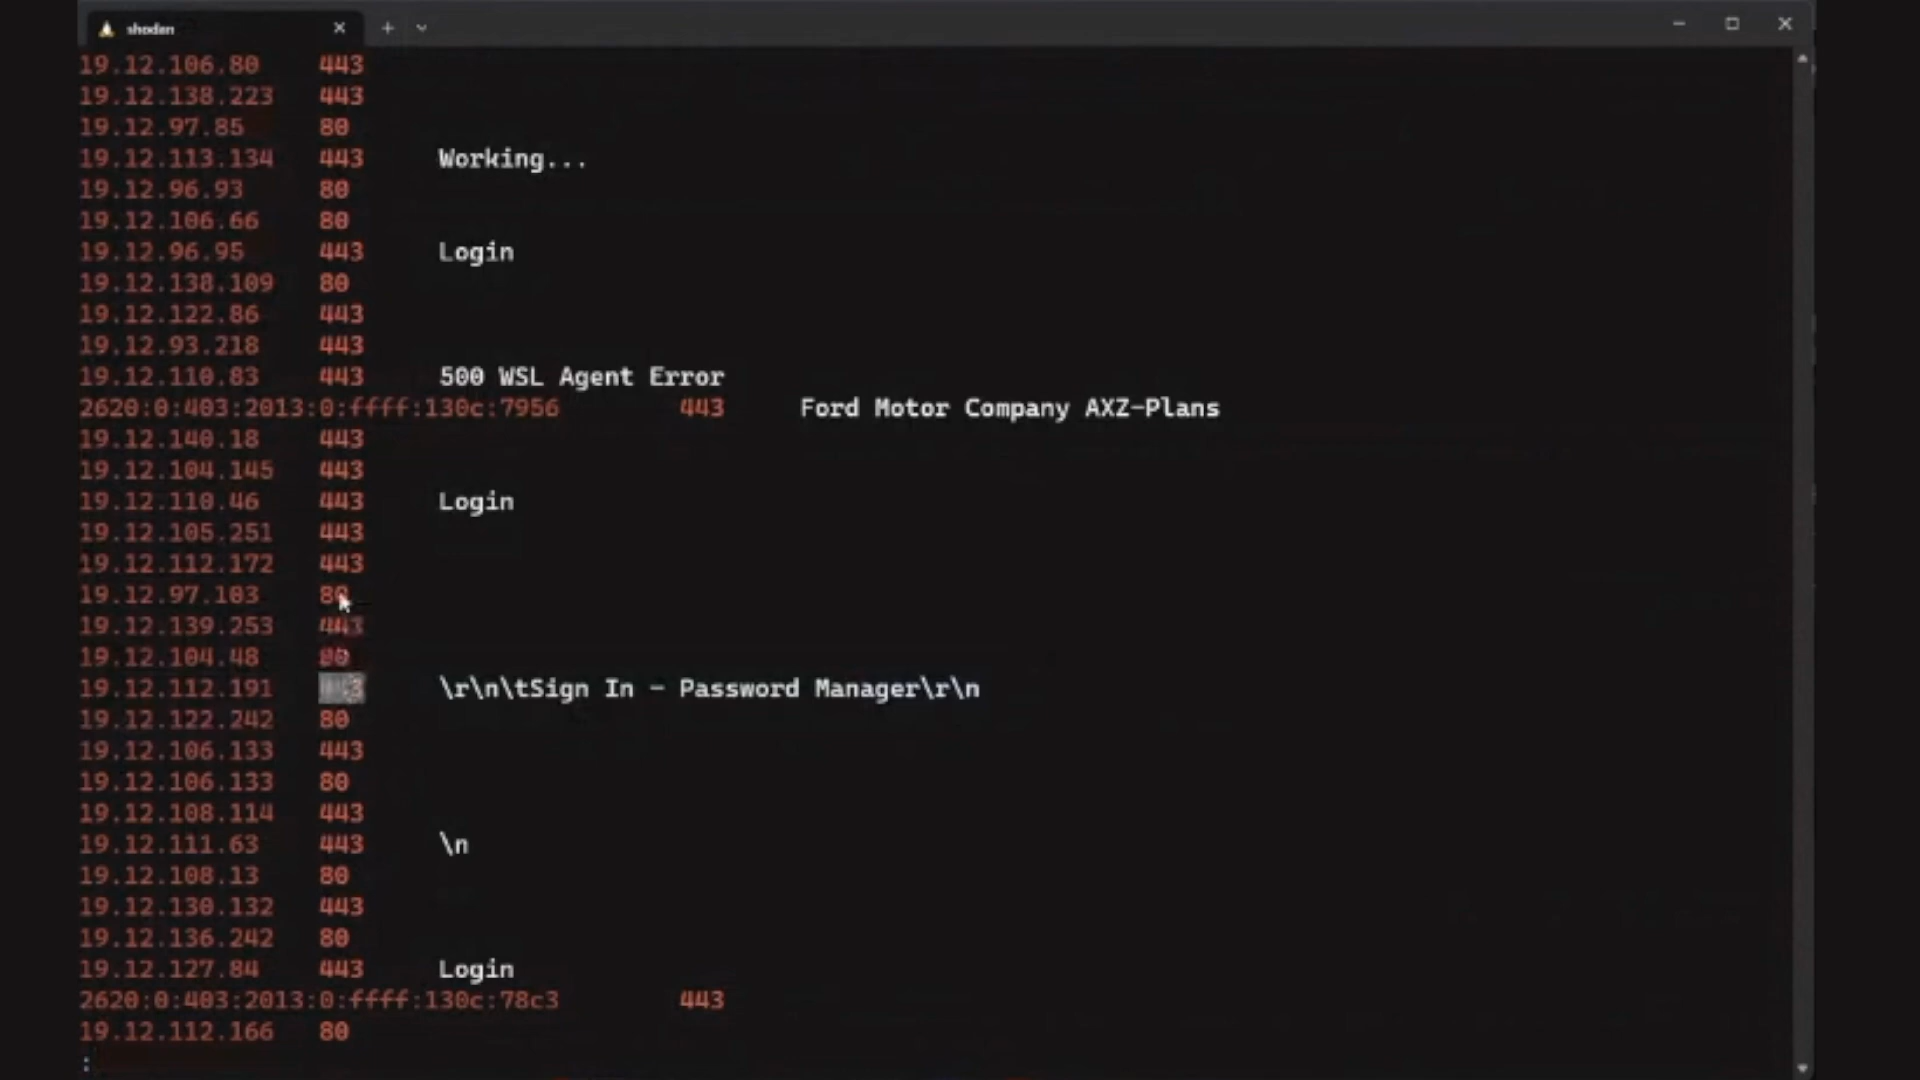 shodan
19.12.106.80 443
19.12.138.223 443
19.12.97.85 80
19.12.113.134 443 Working...
19.12.96.93 80
19.12.106.66 80
19.12.96.95 443 Login
19.12.138.109 80
19.12.122.86 443
19.12.93.218 443
19.12.110.83 443 500 WSL Agent Error
2620:0:403:2013:0:ffff:130c:7956 443 Ford Motor Company AXZ-Plans
19.12.140.18 443
19.12.104.145 443
19.12.110.46 443 Login
19.12.105.251 443
19.12.112.172 443
19.12.97.103 80
19.12.139.253 443
19.12.104.48 80
19.12.112.191 \r\n\tSign In - Password Manager\r\n
19.12.122.242 80
19.12.106.133 443
19.12.106.133 80
19.12.108.114 443
19.12.111.63 443 \n
19.12.108.13 80
19.12.130.132 443
19.12.136.242 80
19.12.127.84 443 Login
2620:0:403:2013:0:ffff:130c:78c3 443
19.12.112.166 80
: